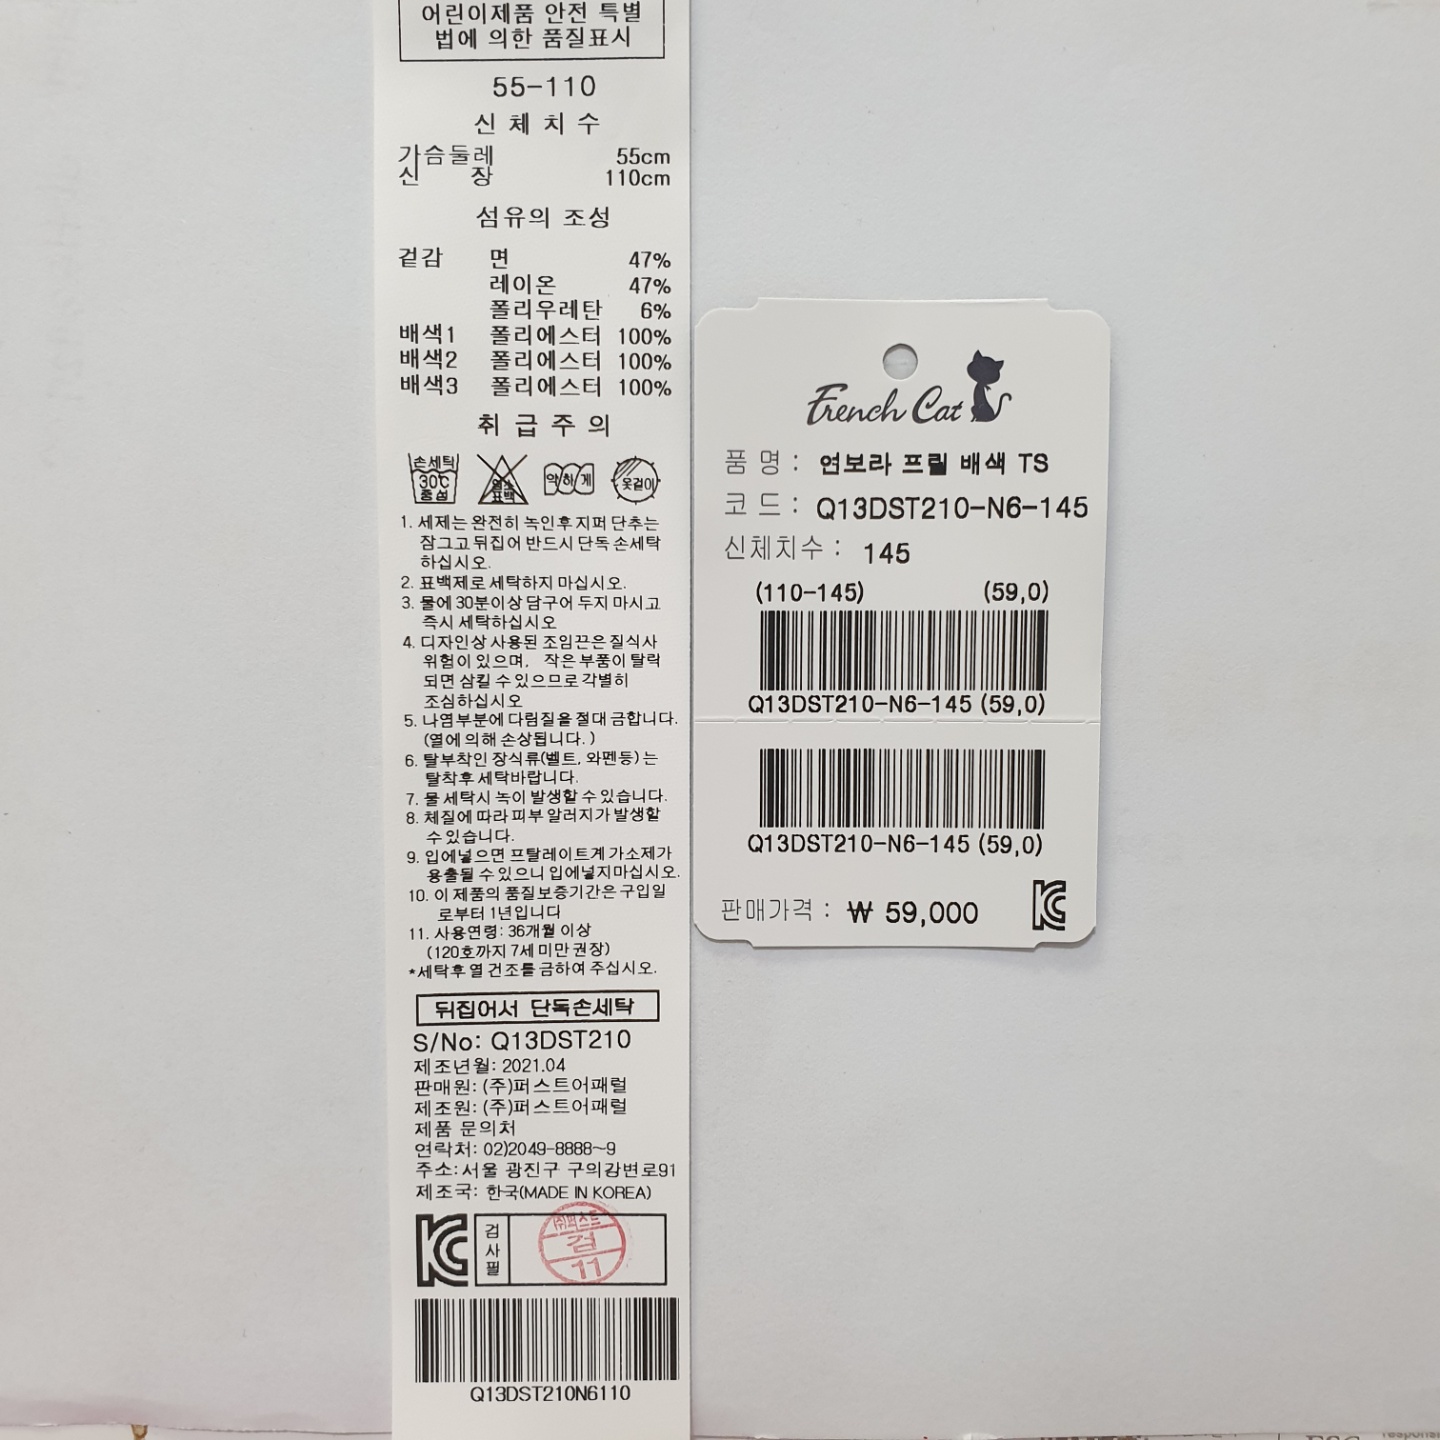 어린이제품 안전 특별
법에 의한 품질표시
55-110
신 체 치 수
가슴둘레 55cm
신 장 110cm
섬유의 조성
겉감 면 47%
레이온 47%
폴리우레탄 6%
배색1 폴리에스터 100%
배색2 폴리에스터 100%
배색3 폴리에스터 100%
취 급 주 의
손세탁 30℃ 중성
염소 표백
약하게
옷걸이
1. 세제는 완전히 녹인후 지퍼 단추는
잠그고 뒤집어 반드시 단독 손세탁
하십시오.
2. 표백제로 세탁하지 마십시오.
3. 물에 30분이상 담구어 두지 마시고
즉시 세탁하십시오
4. 디자인상 사용된 조임끈은 질식사
위험이 있으며, 작은 부품이 탈락
되면 삼킬 수 있으므로 각별히
조심하십시오
5. 나염부분에 다림질을 절대 금합니다.
(열에 의해 손상됩니다.)
6. 탈부착인 장식류(벨트, 와펜등) 는
탈착후 세탁바랍니다.
7. 물 세탁시 녹이 발생할 수 있습니다.
8. 체질에 따라 피부 알러지가 발생할
수 있습니다.
9. 입에넣으면 프탈레이트계 가소제가
용출될 수 있으니 입에넣지마십시오.
10. 이 제품의 품질보증기간은 구입일
로부터 1년입니다
11. 사용연령: 36개월 이상
(120호까지 7세 미만 권장)
*세탁후 열 건조를 금하여 주십시오.
뒤집어서 단독손세탁
S/No: Q13DST210
제조년월: 2021.04
판매원: (주)퍼스트어패럴
제조원: (주)퍼스트어패럴
제품 문의처
연락처: 02)2049-8888~9
주소:서울 광진구 구의강변로91
제조국: 한국(MADE IN KOREA)
KC 검사필 ㈜퍼스트 검 11
Q13DST210N6110
French Cat
품 명 : 연보라 프릴 배색 TS
코 드 : Q13DST210-N6-145
신체치수 : 145
(110-145) (59,0)
Q13DST210-N6-145 (59,0)
Q13DST210-N6-145 (59,0)
판매가격 : ₩ 59,000 KC